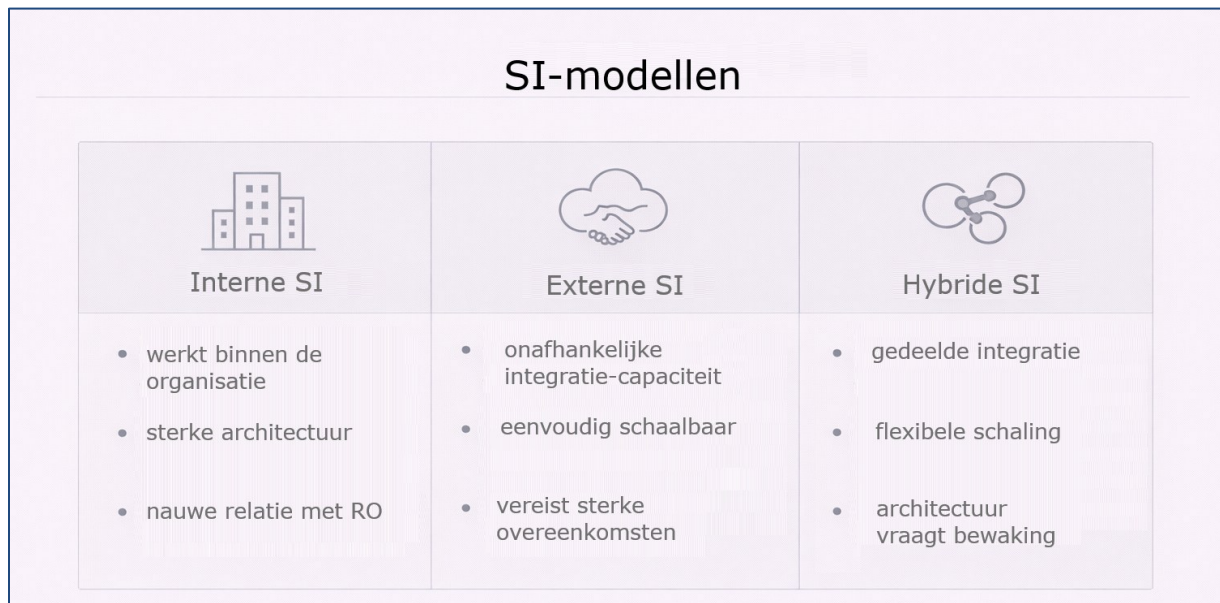 SI-modellen
Interne SI
Externe SI
Hybride SI
werkt binnen de
organisatie
sterke architectuur
nauwe relatie met RO
onafhankelijke
integratie-capaciteit
eenvoudig schaalbaar
vereist sterke
overeenkomsten
gedeelde integratie
flexibele schaling
architectuur
vraagt bewaking